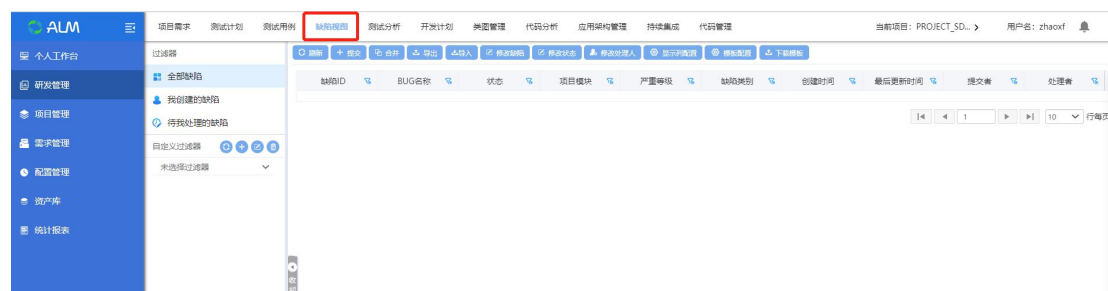 ALM
项目需求 测试计划 测试用例 缺陷视图 测试分析 开发计划 类图管理 代码分析 应用架构管理 持续集成 代码管理 当前项目: PROJECT_SD... 用户名: zhaoxf
个人工作台
研发管理
项目管理
需求管理
配置管理
资产库
统计报表
过滤器
全部缺陷
我创建的缺陷
待我处理的缺陷
自定义过滤器
未选择过滤器
刷新 提交 合并 导出 导入 修改缺陷 修改状态 修改处理人 显示列配置 模板配置 下载模板
缺陷ID BUG名称 状态 项目模块 严重等级 缺陷类别 创建时间 最后更新时间 提交者 处理者
1 10 行每页
收